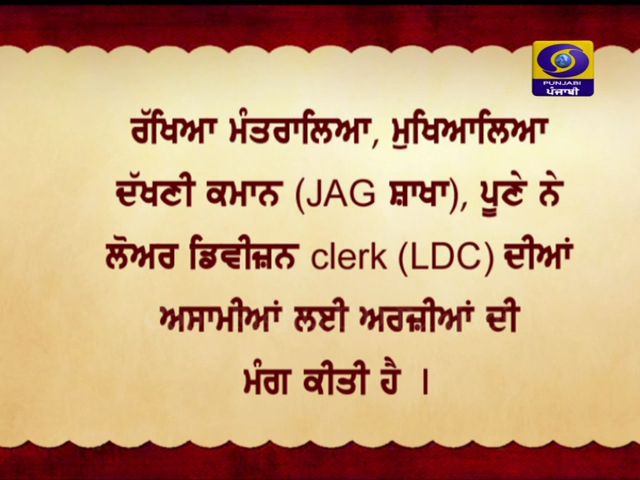 PUNJABI
ਪੰਜਾਬੀ
ਰੱਖਿਆ ਮੰਤਰਾਲਿਆ, ਮੁਖਿਆਲਿਆ
ਦੱਖਣੀ ਕਮਾਨ (JAG ਸ਼ਾਖਾ), ਪੂਣੇ ਨੇ
ਲੋਅਰ ਡਿਵੀਜ਼ਨ clerk (LDC) ਦੀਆਂ
ਅਸਾਮੀਆਂ ਲਈ ਅਰਜ਼ੀਆਂ ਦੀ
ਮੰਗ ਕੀਤੀ ਹੈ ।